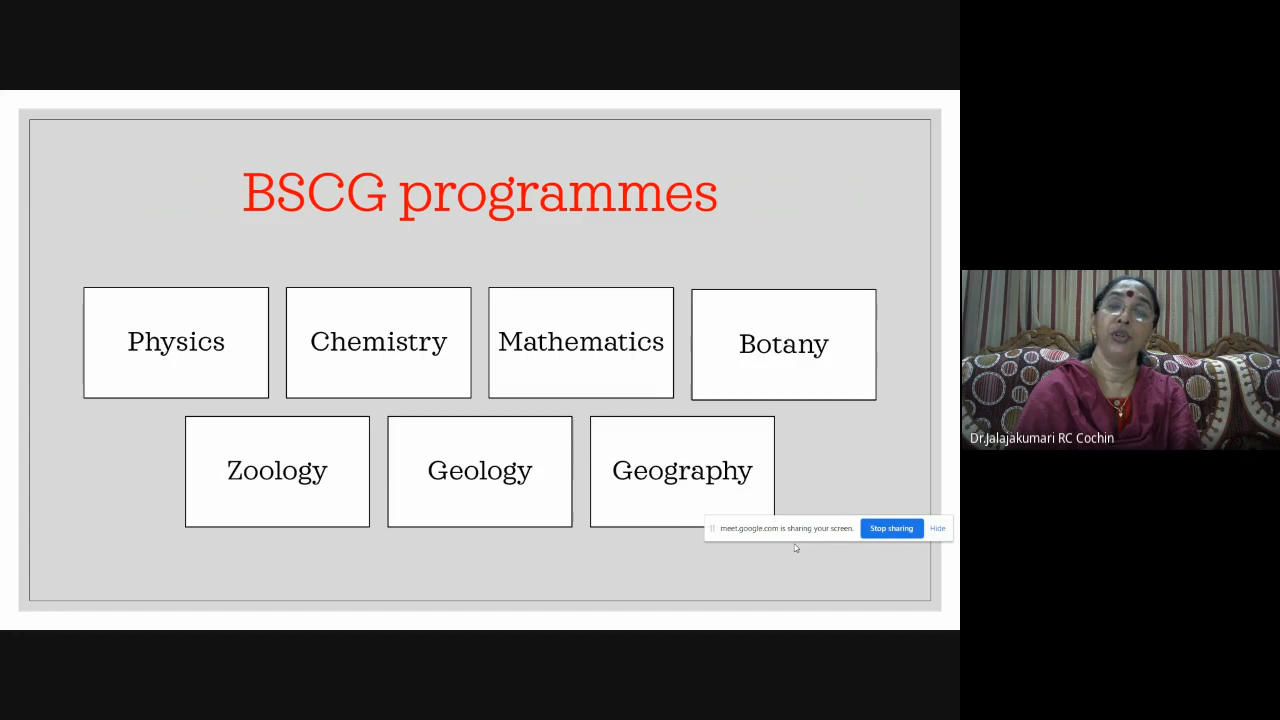 BSCG programmes
Physics
Chemistry
Mathematics
Botany
Zoology
Geology
Geography
meet.google.com is sharing your screen.
Stop sharing
Hide
Dr.Jalajakumari RC Cochin